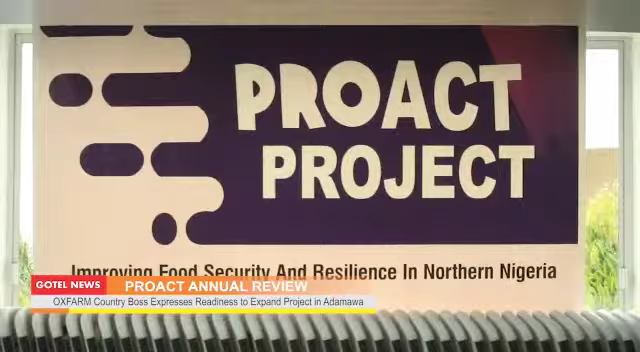 PROACT
PROJECT
Improving Food Security And Resilience In Northern Nigeria
GOTEL NEWS
PROACT ANNUAL REVIEW
OXFARM Country Boss Expresses Readiness to Expand Project in Adamawa